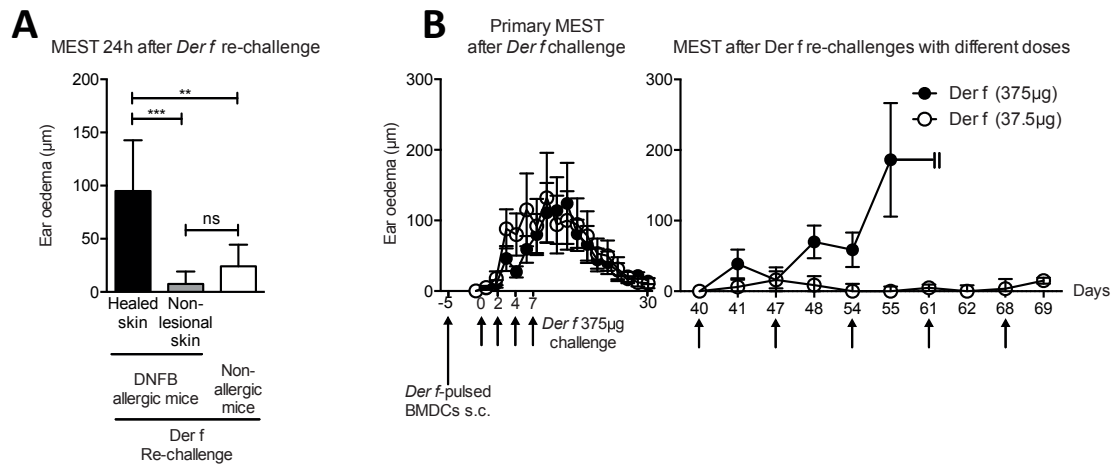 A
MEST 24h after Der f re-challenge
Ear oedema (µm)
200
150
100
50
0
**
***
ns
Healed skin
Non-lesional skin
DNFB allergic mice
Non-allergic mice
Der f
Re-challenge
B
Primary MEST
after Der f challenge
Ear oedema (µm)
300
200
100
0
-5
0
2
4
7
30
Der f 375µg
challenge
Der f-pulsed
BMDCs s.c.
MEST after Der f re-challenges with different doses
300
200
100
0
Der f (375µg)
Der f (37.5µg)
40
41
47
48
54
55
61
62
68
69
Days